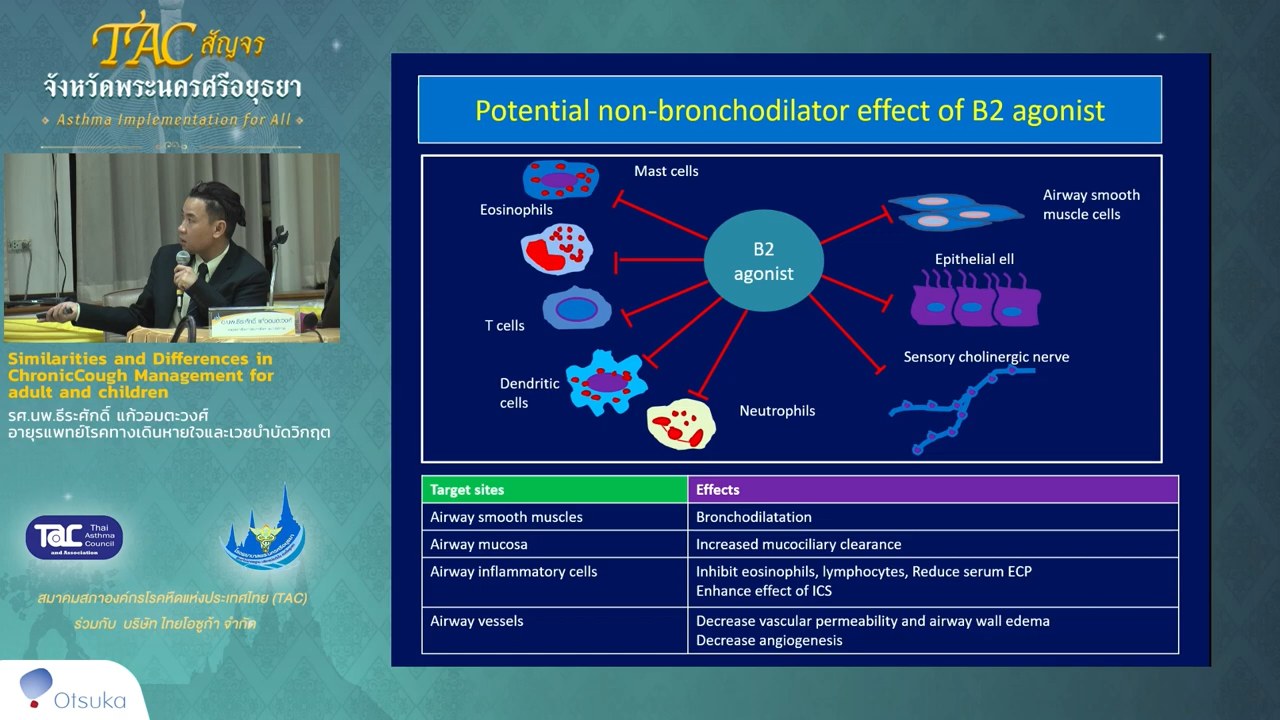 TAC สัญจร
จังหวัดพระนครศรีอยุธยา
Asthma Implementation for All
Similarities and Differences in
ChronicCough Management for
adult and children
รศ.นพ.ธีระศักดิ์ แก้วอมตะวงศ์
อายุรแพทย์โรคทางเดินหายใจและเวชบำบัดวิกฤต
TAC
Thai
Asthma
Council
and Association
สมาคมสภาองค์กรโรคหืดแห่งประเทศไทย (TAC)
ร่วมกับ บริษัท ไทยโอซูก้า จำกัด
Otsuka
Potential non-bronchodilator effect of B2 agonist
Mast cells
Eosinophils
T cells
Dendritic
cells
Neutrophils
B2
agonist
Airway smooth
muscle cells
Epithelial ell
Sensory cholinergic nerve
Target sites
Effects
Airway smooth muscles
Bronchodilatation
Airway mucosa
Increased mucociliary clearance
Airway inflammatory cells
Inhibit eosinophils, lymphocytes, Reduce serum ECP
Enhance effect of ICS
Airway vessels
Decrease vascular permeability and airway wall edema
Decrease angiogenesis